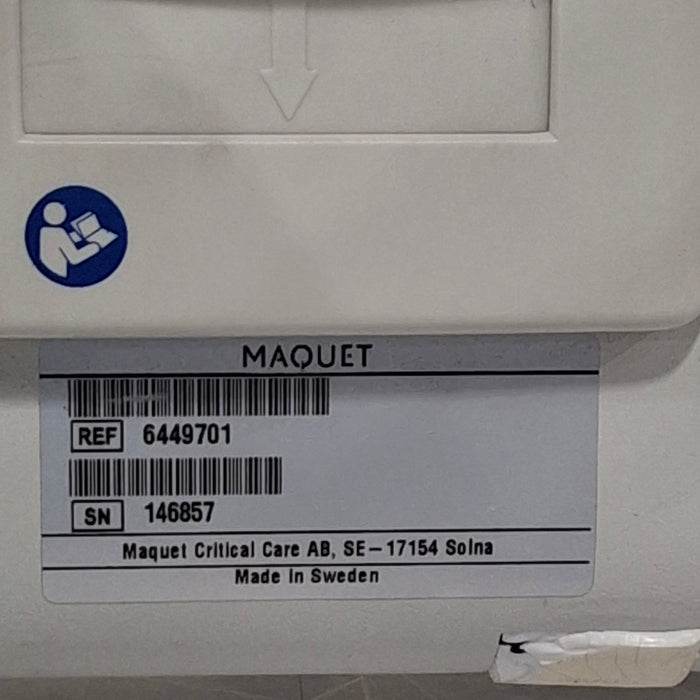 MAQUET
REF 6449701
SN 146857
Maquet Critical Care AB, SE-17154 Solna
Made in Sweden